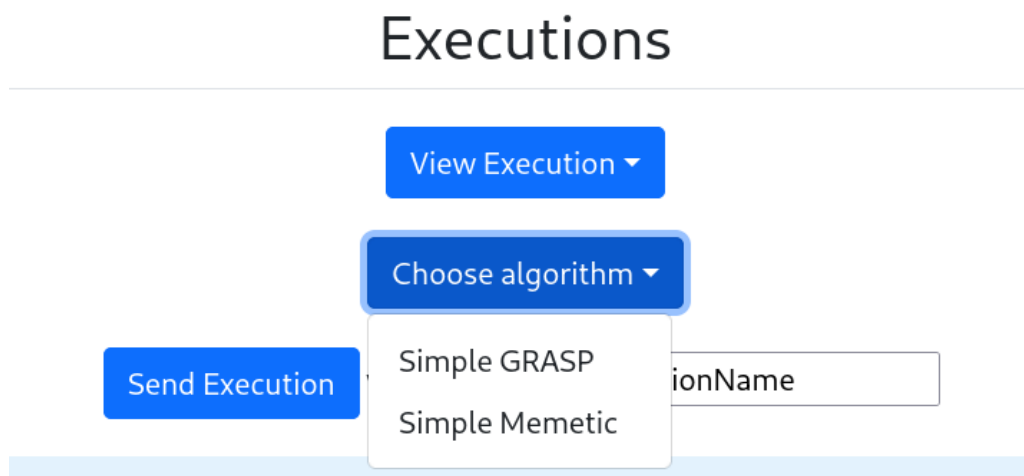 Executions
View Execution
Choose algorithm
Simple GRASP
Send Execution ionName
Simple Memetic